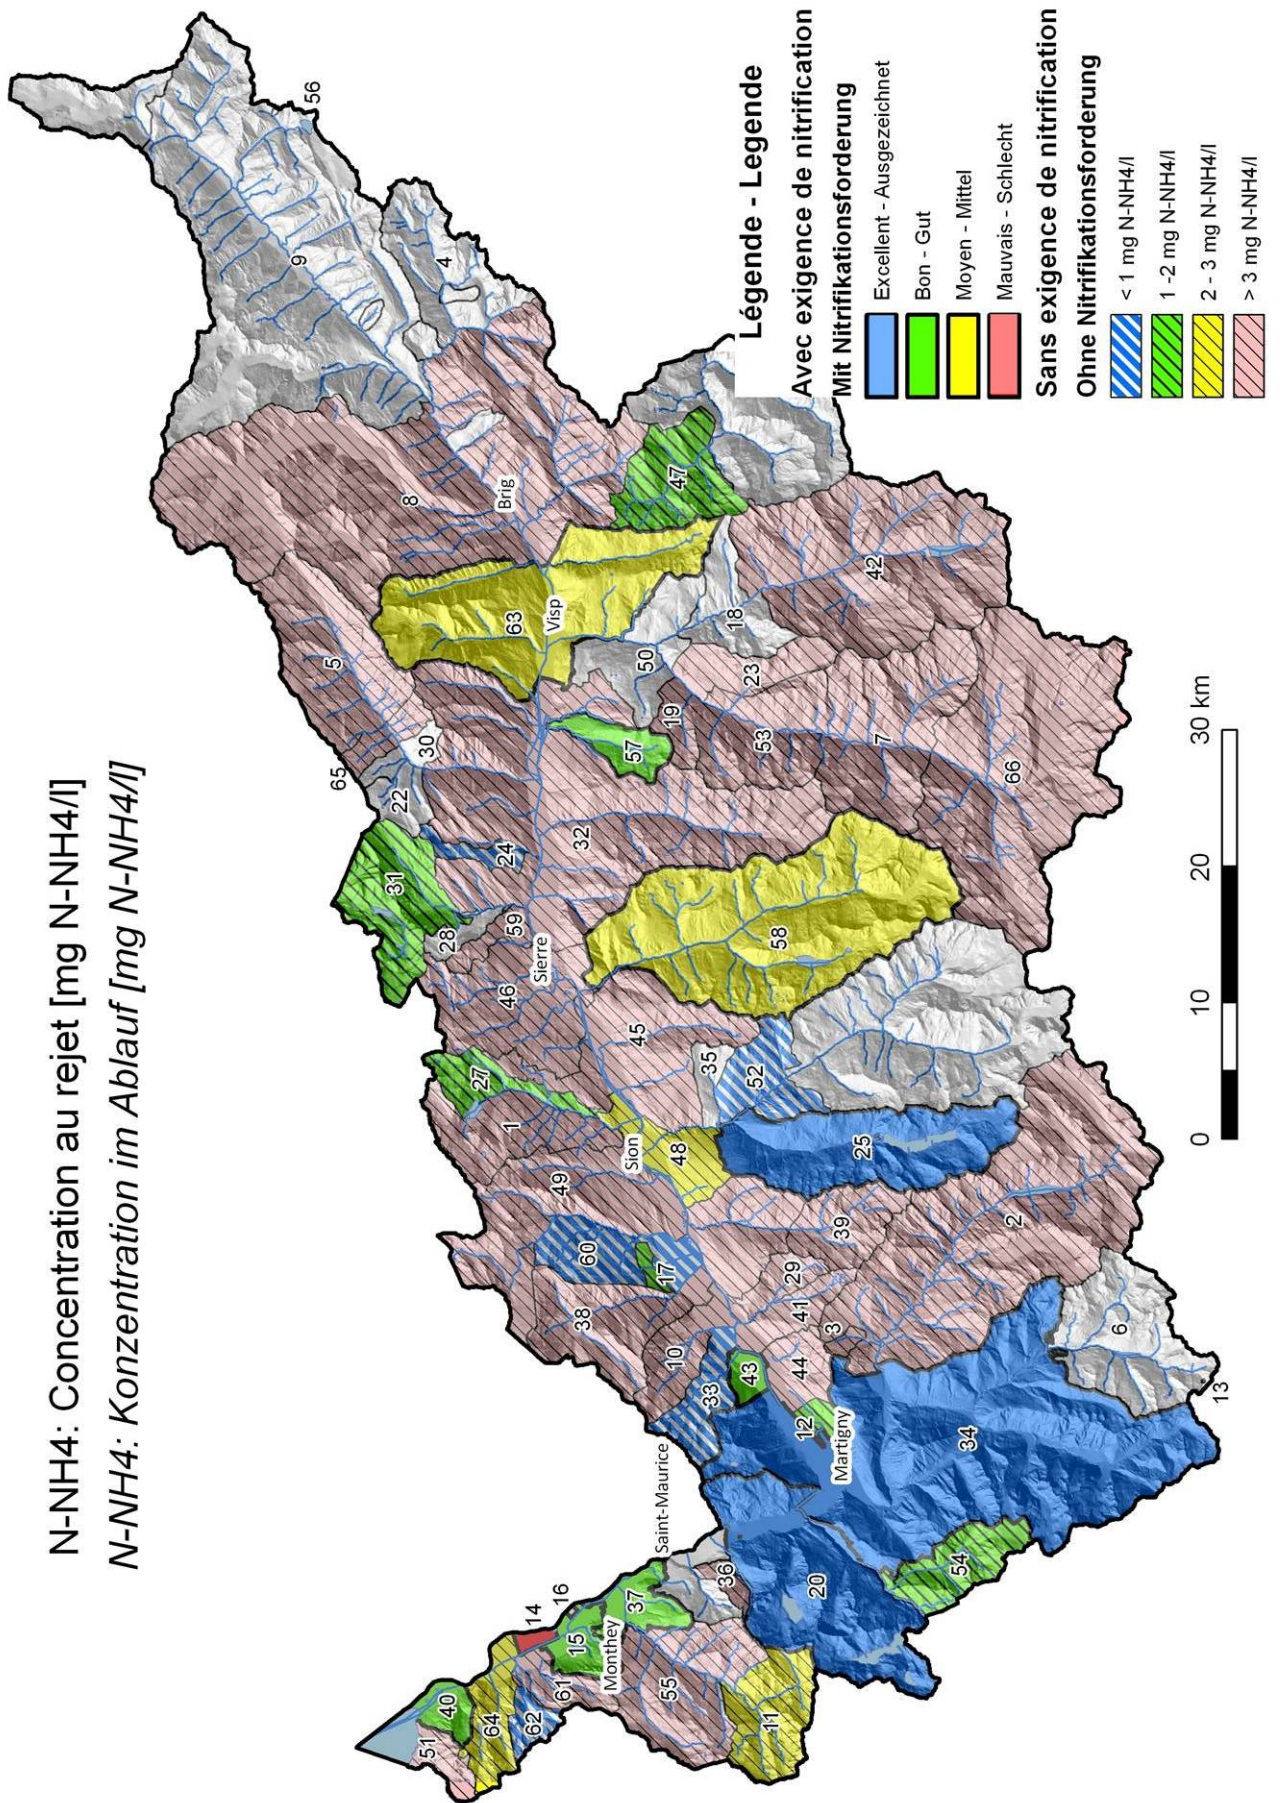 N-NH4: Concentration au rejet [mg N-NH4/l]
N-NH4: Konzentration im Ablauf [mg N-NH4/l]
56
9
4
8
Brig
47
5
63
Visp
42
18
50
65
30
22
57
19
23
53
7
66
31
24
32
28
59
Sierre
46
58
27
45
35
52
1
Sion
48
25
49
60
17
39
2
38
29
41
3
10
33
43
44
12
Martigny
6
13
34
Saint-Maurice
36
20
54
14
16
37
15
Monthey
61
55
11
40
51
64
62
0 10 20 30 km
Légende - Legende
Avec exigence de nitrification
Mit Nitrifikationsforderung
Excellent - Ausgezeichnet
Bon - Gut
Moyen - Mittel
Mauvais - Schlecht
Sans exigence de nitrification
Ohne Nitrifikationsforderung
< 1 mg N-NH4/l
1 -2 mg N-NH4/l
2 - 3 mg N-NH4/l
> 3 mg N-NH4/l